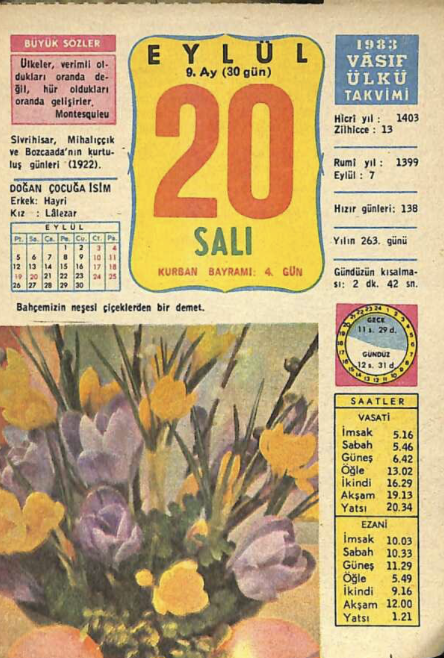 BÜYÜK SÖZLER
Ülkeler, verimli ol-
dukları oranda de-
ğil, hür oldukları
oranda gelişirler.
Montesquieu
Sivrihisar, Mihalıççık
ve Bozcaada'nın kurtu-
luş günleri (1922).
DOĞAN ÇOCUĞA İSİM
Erkek: Hayri
Kız : Lâlezar
EYLÜL
Pt. Sa. Ça. Pe. Cu. Ct. Pa.
1 2 3 4
5 6 7 8 9 10 11
12 13 14 15 16 17 18
19 20 21 22 23 24 25
26 27 28 29 30
EYLÜL
9. Ay (30 gün)
20
SALI
KURBAN BAYRAMI: 4. GÜN
1983
VÂSIF
ÜLKÜ
TAKVİMİ
Hicri yıl : 1403
Zilhicce : 13
Rumî yıl : 1399
Eylül : 7
Hızır günleri: 138
Yılın 263. günü
Gündüzün kısalma-
sı: 2 dk. 42 sn.
GECE
11 s. 29 d.
GÜNDÜZ
12 s. 31 d
Bahçemizin neşesi çiçeklerden bir demet.
SAATLER
VASATİ
İmsak 5.16
Sabah 5.46
Güneş 6.42
Öğle 13.02
İkindi 16.29
Akşam 19.13
Yatsı 20.34
EZANİ
İmsak 10.03
Sabah 10.33
Güneş 11.29
Öğle 5.49
İkindi 9.16
Akşam 12.00
Yatsı 1.21